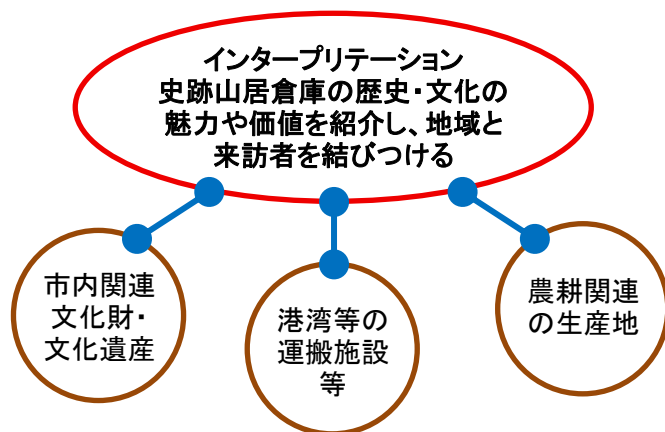 インタープリテーション
史跡山居倉庫の歴史・文化の
魅力や価値を紹介し、地域と
来訪者を結びつける
市内関連
文化財・
文化遺産
港湾等の
運搬施設
等
農耕関連
の生産地